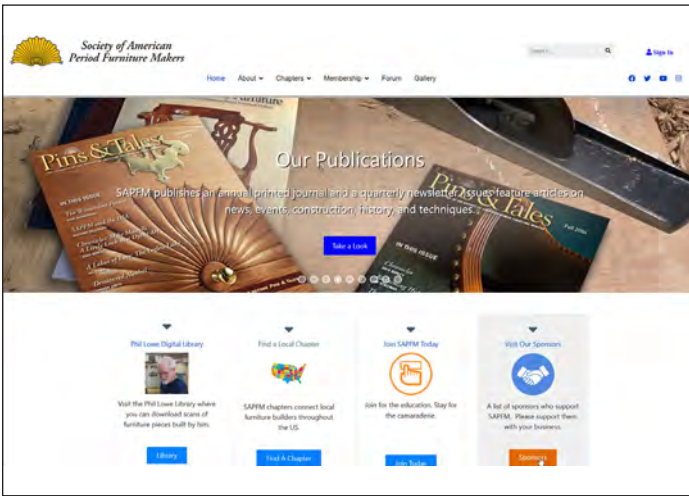 Society of American
Period Furniture Makers
Search...
Sign In
Home About Chapters Membership Forum Gallery
Pins & Tales
IN THIS ISSUE
SAPFM and the
Our Publications
SAPFM publishes an annual printed journal and a quarterly newsletter. Issues feature articles on
news, events, construction, history, and techniques.
Take a Look
Pins & Tales
Fall 2016
IN THIS ISSUE
Phil Lowe Digital Library
Visit the Phil Lowe Library where
you can download scans of
furniture pieces built by him.
Library
Find a Local Chapter
SAPFM chapters connect local
furniture builders throughout
the US.
Find A Chapter
Join SAPFM Today
Join for the education. Stay for
the camaraderie.
Join Today
Visit Our Sponsors
A list of sponsors who support
SAPFM. Please support them
with your business.
Sponsors